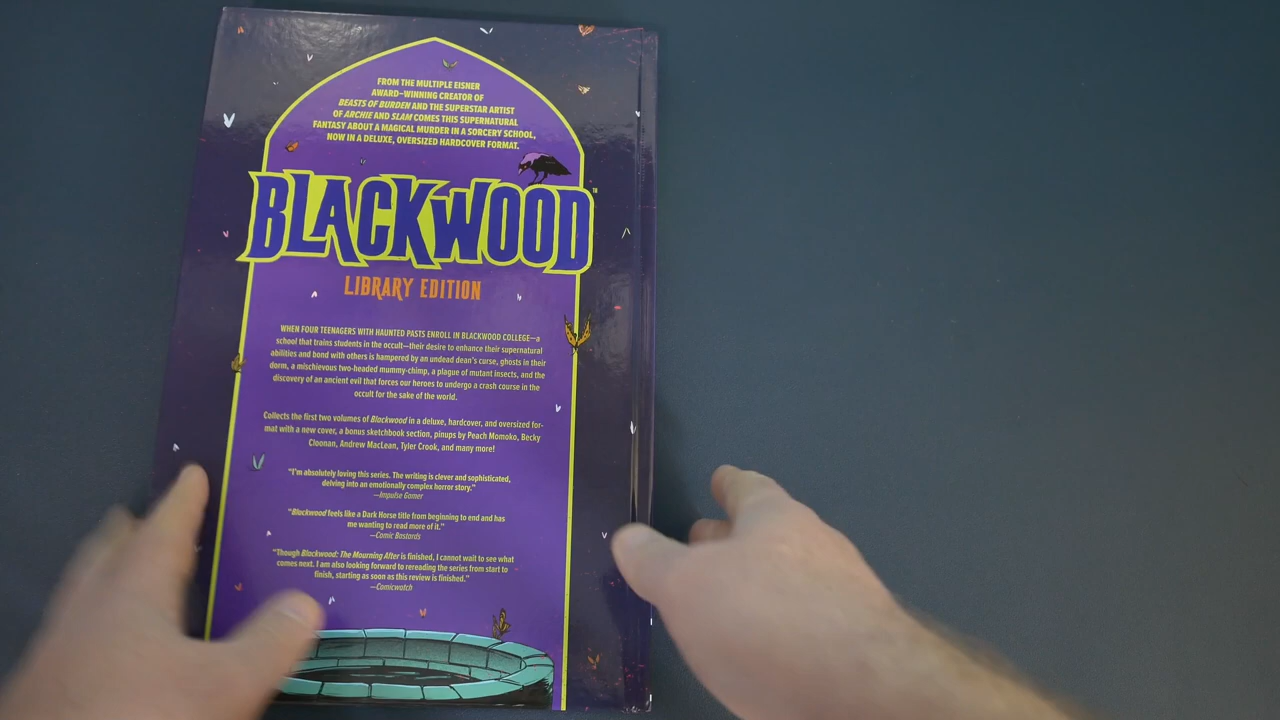 FROM THE MULTIPLE EISNER
AWARD-WINNING CREATOR OF
BEASTS OF BURDEN AND THE SUPERSTAR ARTIST
OF ARCHIE AND SLAM COMES THIS SUPERNATURAL
FANTASY ABOUT A MAGICAL MURDER IN A SORCERY SCHOOL,
NOW IN A DELUXE, OVERSIZED HARDCOVER FORMAT.
BLACKWOOD™
LIBRARY EDITION
WHEN FOUR TEENAGERS WITH HAUNTED PASTS ENROLL IN BLACKWOOD COLLEGE—a
school that trains students in the occult—their desire to enhance their supernatural
abilities and bond with others is hampered by an undead dean's curse, ghosts in their
dorm, a mischievous two-headed mummy-chimp, a plague of mutant insects, and the
discovery of an ancient evil that forces our heroes to undergo a crash course in the
occult for the sake of the world.
Collects the first two volumes of Blackwood in a deluxe, hardcover, and oversized for-
mat with a new cover, a bonus sketchbook section, pinups by Peach Momoko, Becky
Cloonan, Andrew MacLean, Tyler Crook, and many more!
"I'm absolutely loving this series. The writing is clever and sophisticated,
delving into an emotionally complex horror story."
—Impulse Gamer
"Blackwood feels like a Dark Horse title from beginning to end and has
me wanting to read more of it."
—Comic Bastards
"Though Blackwood: The Mourning After is finished, I cannot wait to see what
comes next. I am also looking forward to rereading the series from start to
finish, starting as soon as this review is finished."
—Comicwatch